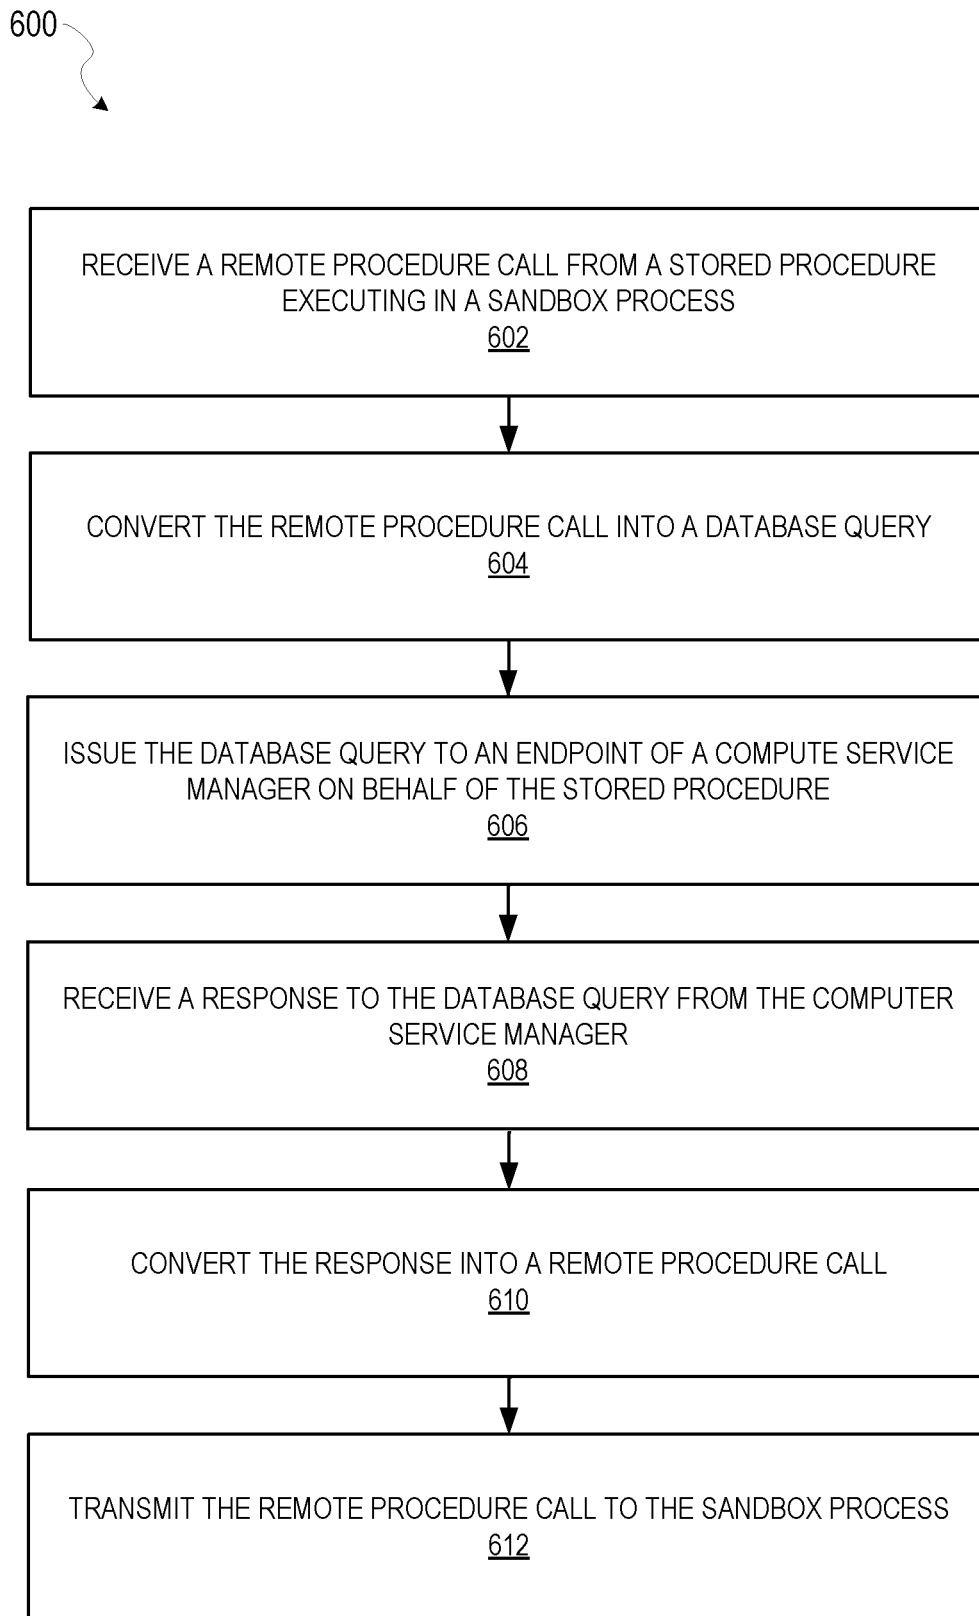 600
RECEIVE A REMOTE PROCEDURE CALL FROM A STORED PROCEDURE
EXECUTING IN A SANDBOX PROCESS
602
CONVERT THE REMOTE PROCEDURE CALL INTO A DATABASE QUERY
604
ISSUE THE DATABASE QUERY TO AN ENDPOINT OF A COMPUTE SERVICE
MANAGER ON BEHALF OF THE STORED PROCEDURE
606
RECEIVE A RESPONSE TO THE DATABASE QUERY FROM THE COMPUTER
SERVICE MANAGER
608
CONVERT THE RESPONSE INTO A REMOTE PROCEDURE CALL
610
TRANSMIT THE REMOTE PROCEDURE CALL TO THE SANDBOX PROCESS
612